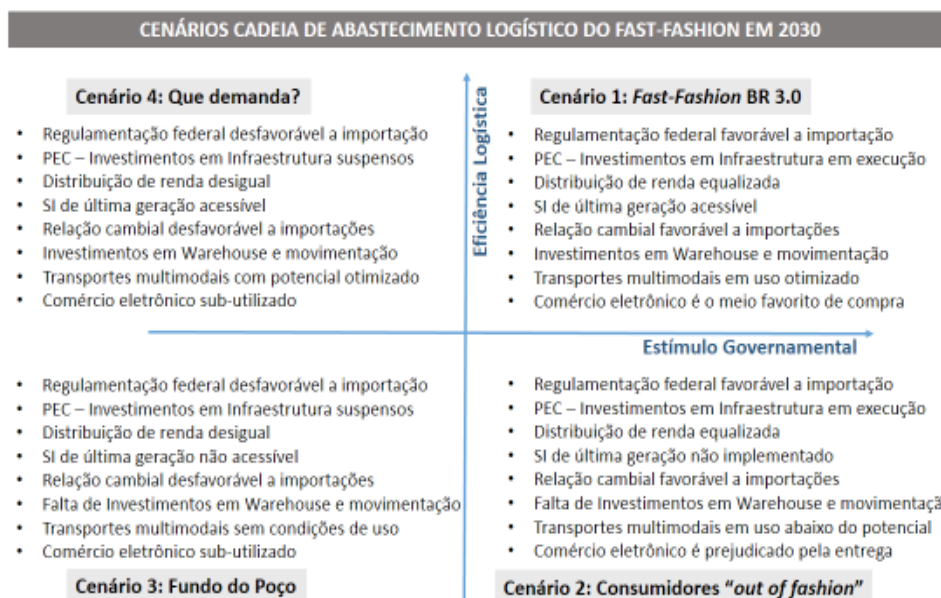 CENÁRIOS CADEIA DE ABASTECIMENTO LOGÍSTICO DO FAST-FASHION EM 2030
Cenário 4: Que demanda?
• Regulamentação federal desfavorável a importação
• PEC – Investimentos em Infraestrutura suspensos
• Distribuição de renda desigual
• SI de última geração acessível
• Relação cambial desfavorável a importações
• Investimentos em Warehouse e movimentação
• Transportes multimodais com potencial otimizado
• Comércio eletrônico sub-utilizado
Eficiência Logística
Cenário 1: Fast-Fashion BR 3.0
• Regulamentação federal favorável a importação
• PEC – Investimentos em Infraestrutura em execução
• Distribuição de renda equalizada
• SI de última geração acessível
• Relação cambial favorável a importações
• Investimentos em Warehouse e movimentação
• Transportes multimodais em uso otimizado
• Comércio eletrônico é o meio favorito de compra
Estímulo Governamental
• Regulamentação federal desfavorável a importação
• PEC – Investimentos em Infraestrutura suspensos
• Distribuição de renda desigual
• SI de última geração não acessível
• Relação cambial desfavorável a importações
• Falta de Investimentos em Warehouse e movimentação
• Transportes multimodais sem condições de uso
• Comércio eletrônico sub-utilizado
Cenário 3: Fundo do Poço
• Regulamentação federal favorável a importação
• PEC – Investimentos em Infraestrutura em execução
• Distribuição de renda equalizada
• SI de última geração não implementado
• Relação cambial favorável a importações
• Falta de Investimentos em Warehouse e movimentaçã
• Transportes multimodais em uso abaixo do potencial
• Comércio eletrônico é prejudicado pela entrega
Cenário 2: Consumidores “out of fashion”